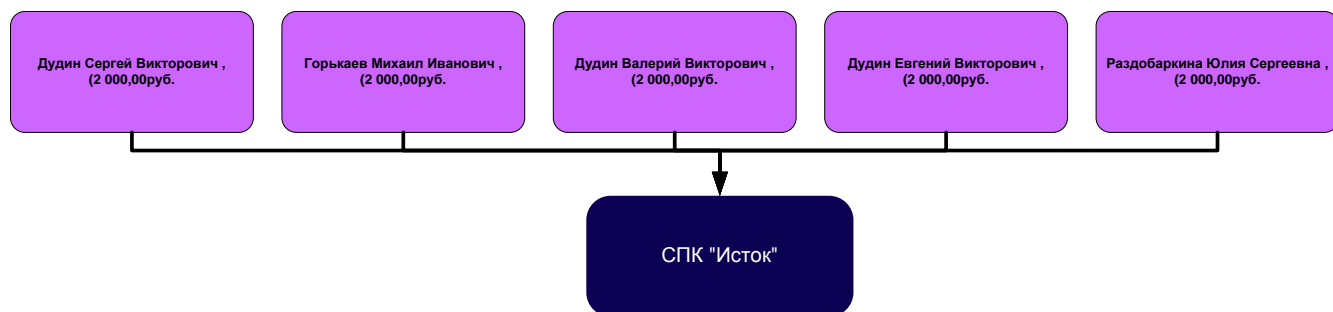 Дудин Сергей Викторович ,
(2 000,00руб.
Горькаев Михаил Иванович ,
(2 000,00руб.
Дудин Валерий Викторович ,
(2 000,00руб.
Дудин Евгений Викторович ,
(2 000,00руб.
Раздобаркина Юлия Сергеевна ,
(2 000,00руб.
СПК "Исток"